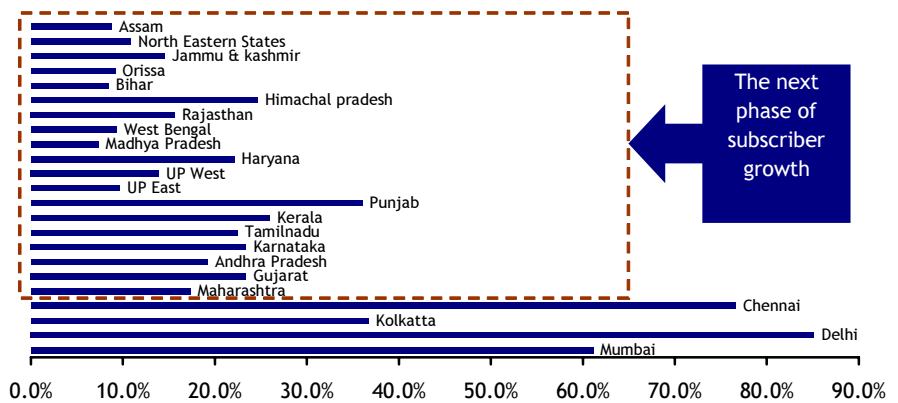 Assam
North Eastern States
Jammu & kashmir
Orissa
Bihar
Himachal pradesh
Rajasthan
West Bengal
Madhya Pradesh
Haryana
UP West
UP East
Punjab
Kerala
Tamilnadu
Karnataka
Andhra Pradesh
Gujarat
Maharashtra
Chennai
Kolkatta
Delhi
Mumbai
0.0% 10.0% 20.0% 30.0% 40.0% 50.0% 60.0% 70.0% 80.0% 90.0%
The next
phase of
subscriber
growth